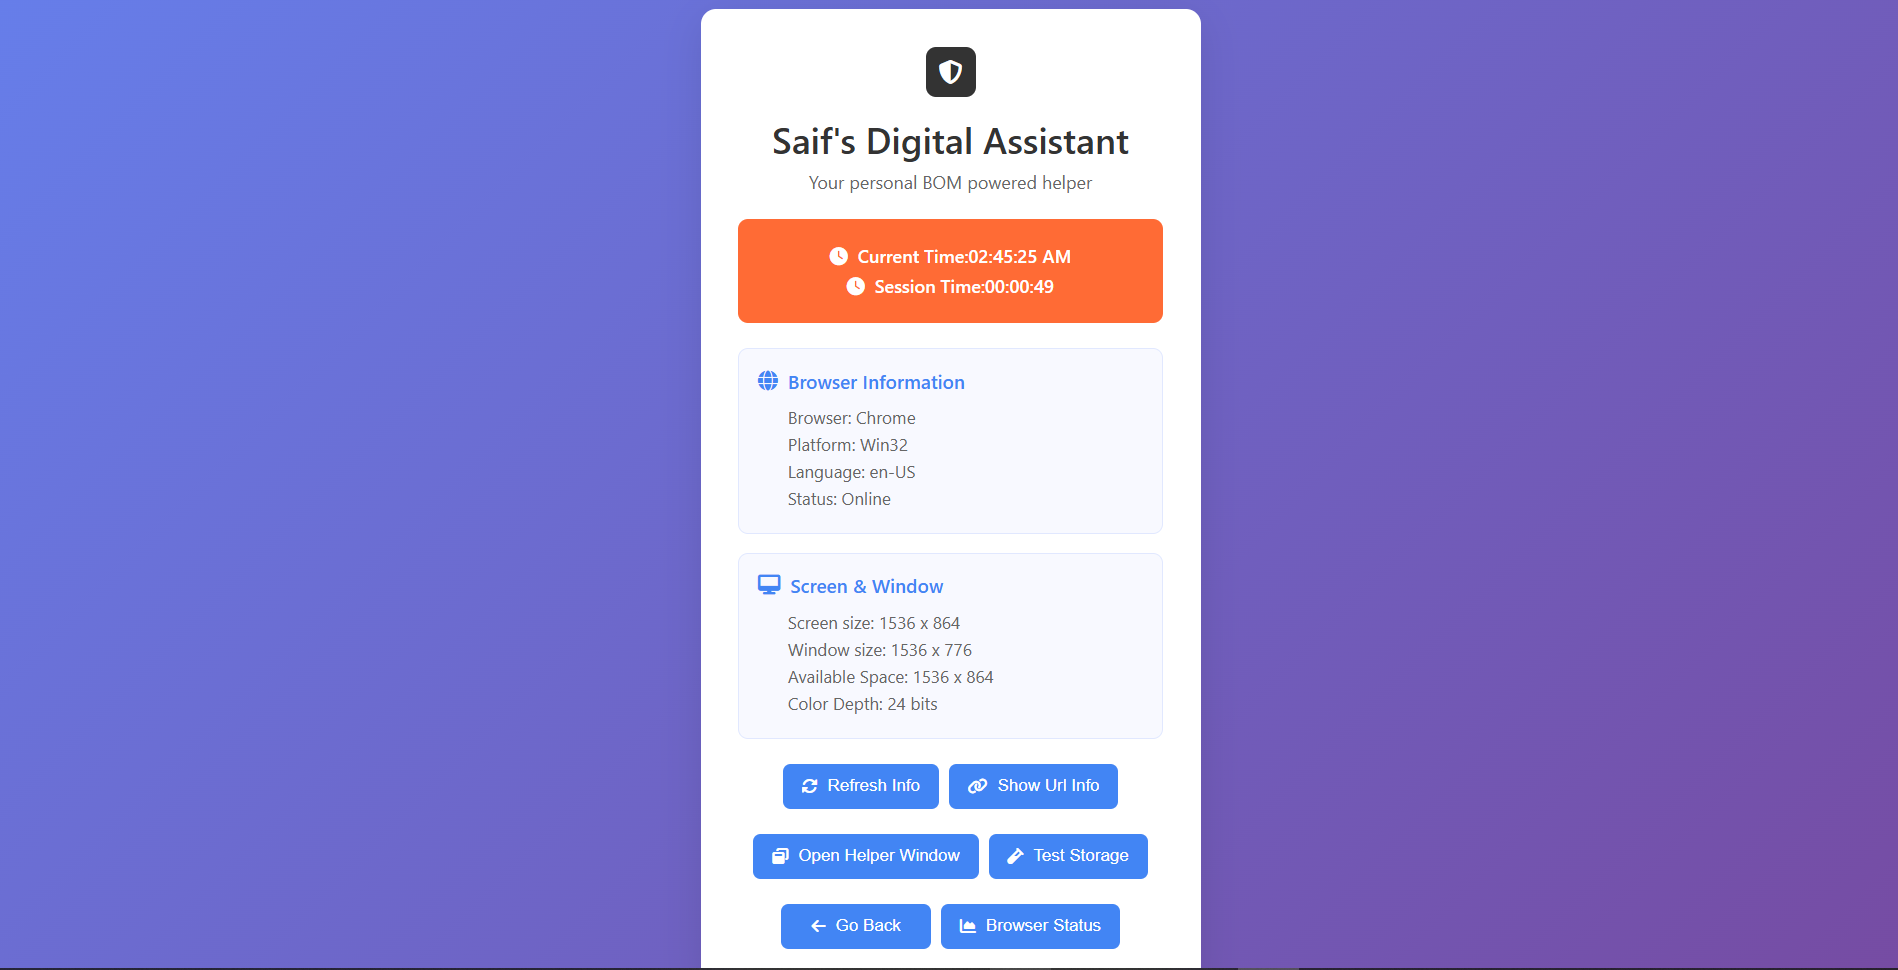 Saif's Digital Assistant
Your personal BOM powered helper
Current Time:02:45:25 AM
Session Time:00:00:49
Browser Information
Browser: Chrome
Platform: Win32
Language: en-US
Status: Online
Screen & Window
Screen size: 1536 x 864
Window size: 1536 x 776
Available Space: 1536 x 864
Color Depth: 24 bits
Refresh Info
Show Url Info
Open Helper Window
Test Storage
Go Back
Browser Status